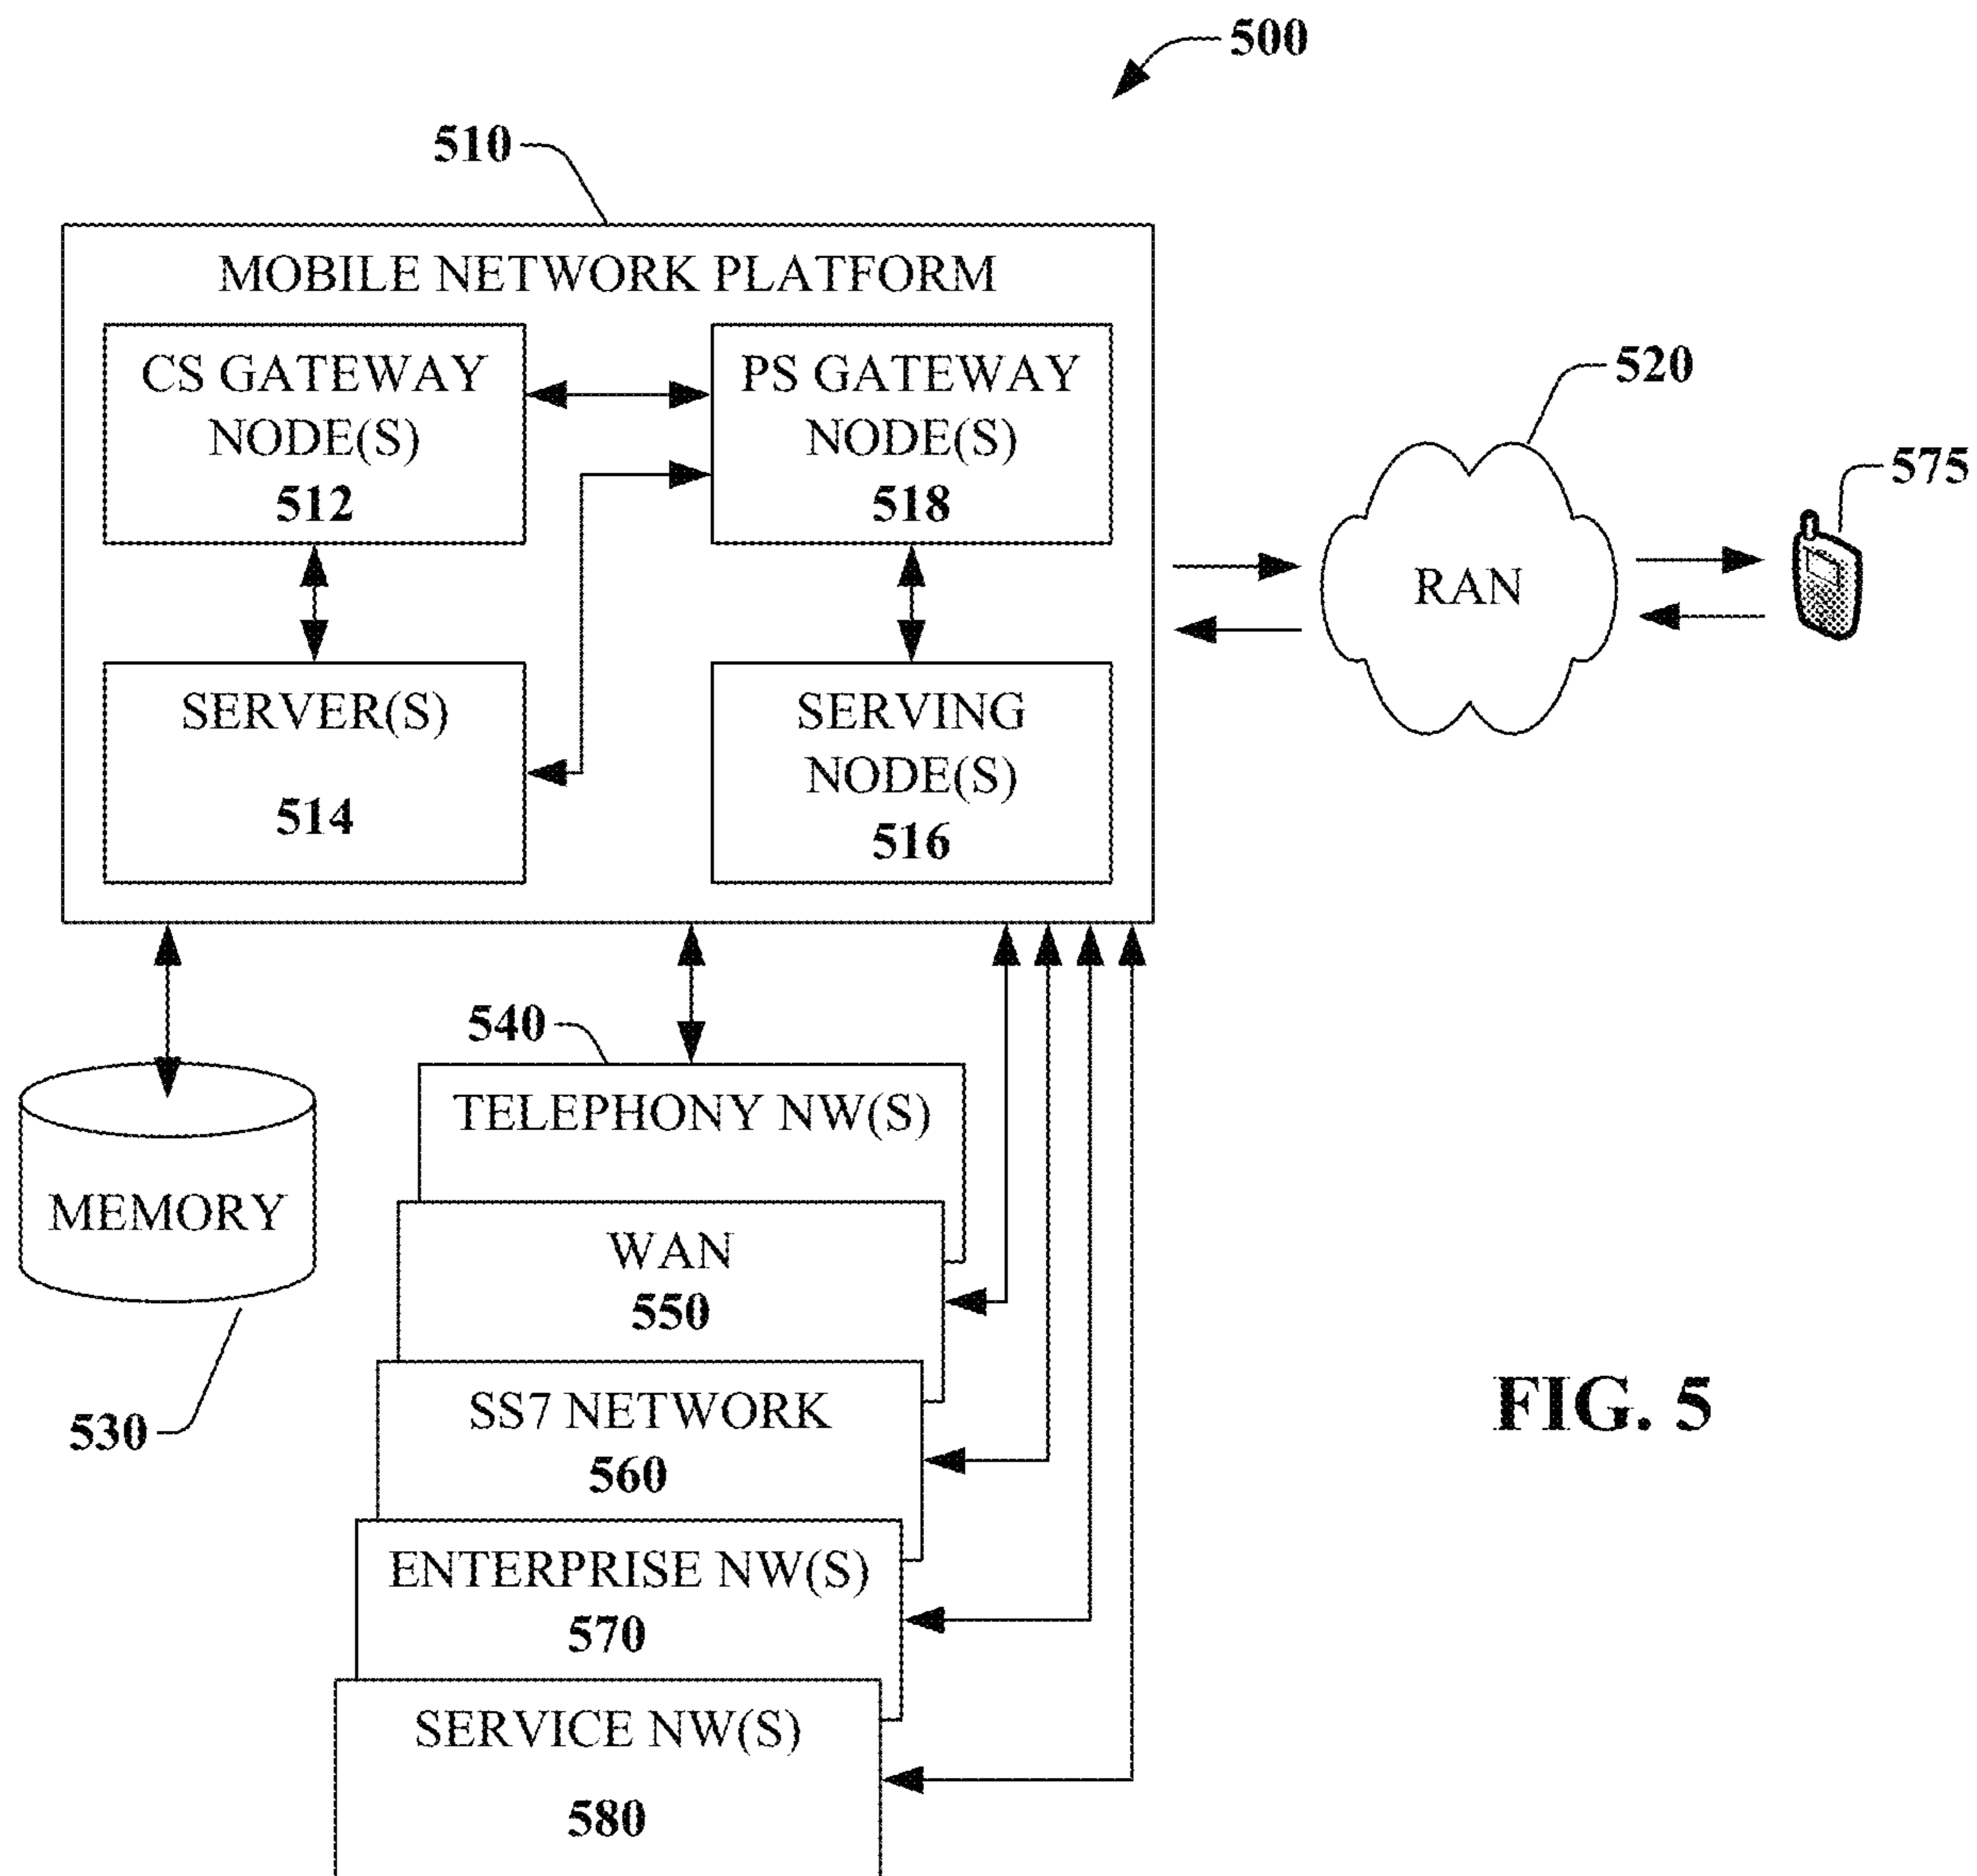 500
510
MOBILE NETWORK PLATFORM
CS GATEWAY
NODE(S)
512
PS GATEWAY
NODE(S)
518
SERVER(S)
514
SERVING
NODE(S)
516
520
RAN
575
540
TELEPHONY NW(S)
MEMORY
530
WAN
550
SS7 NETWORK
560
ENTERPRISE NW(S)
570
SERVICE NW(S)
580
FIG. 5